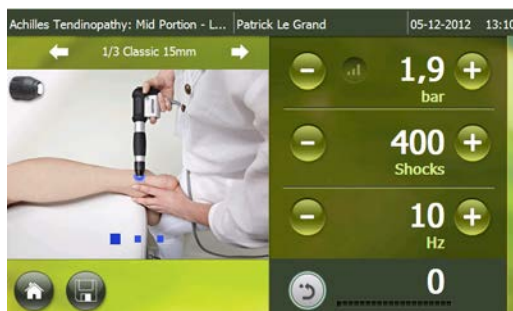 Achilles Tendinopathy: Mid Portion - L... Patrick Le Grand 05-12-2012 13:10
1/3 Classic 15mm
1,9
bar
400
Shocks
10
Hz
0